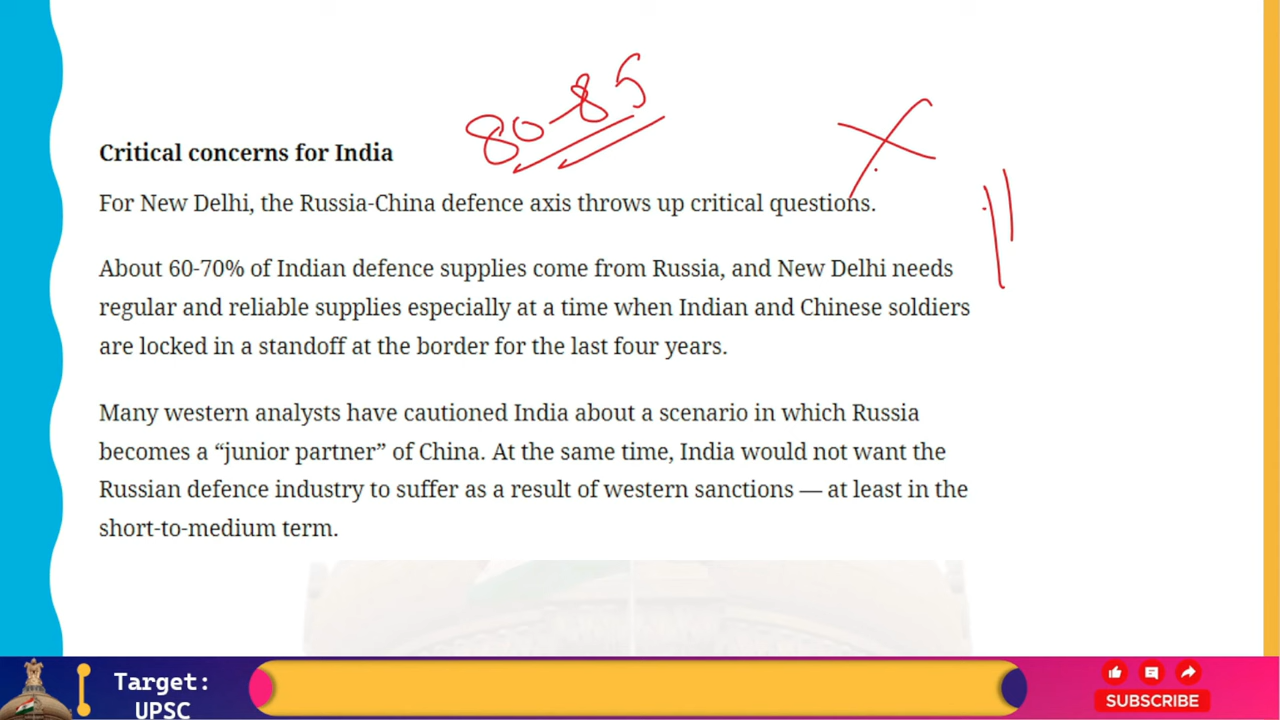 80-85
Critical concerns for India
For New Delhi, the Russia-China defence axis throws up critical questions.
About 60-70% of Indian defence supplies come from Russia, and New Delhi needs
regular and reliable supplies especially at a time when Indian and Chinese soldiers
are locked in a standoff at the border for the last four years.
Many western analysts have cautioned India about a scenario in which Russia
becomes a “junior partner” of China. At the same time, India would not want the
Russian defence industry to suffer as a result of western sanctions — at least in the
short-to-medium term.
Target:
UPSC
SUBSCRIBE